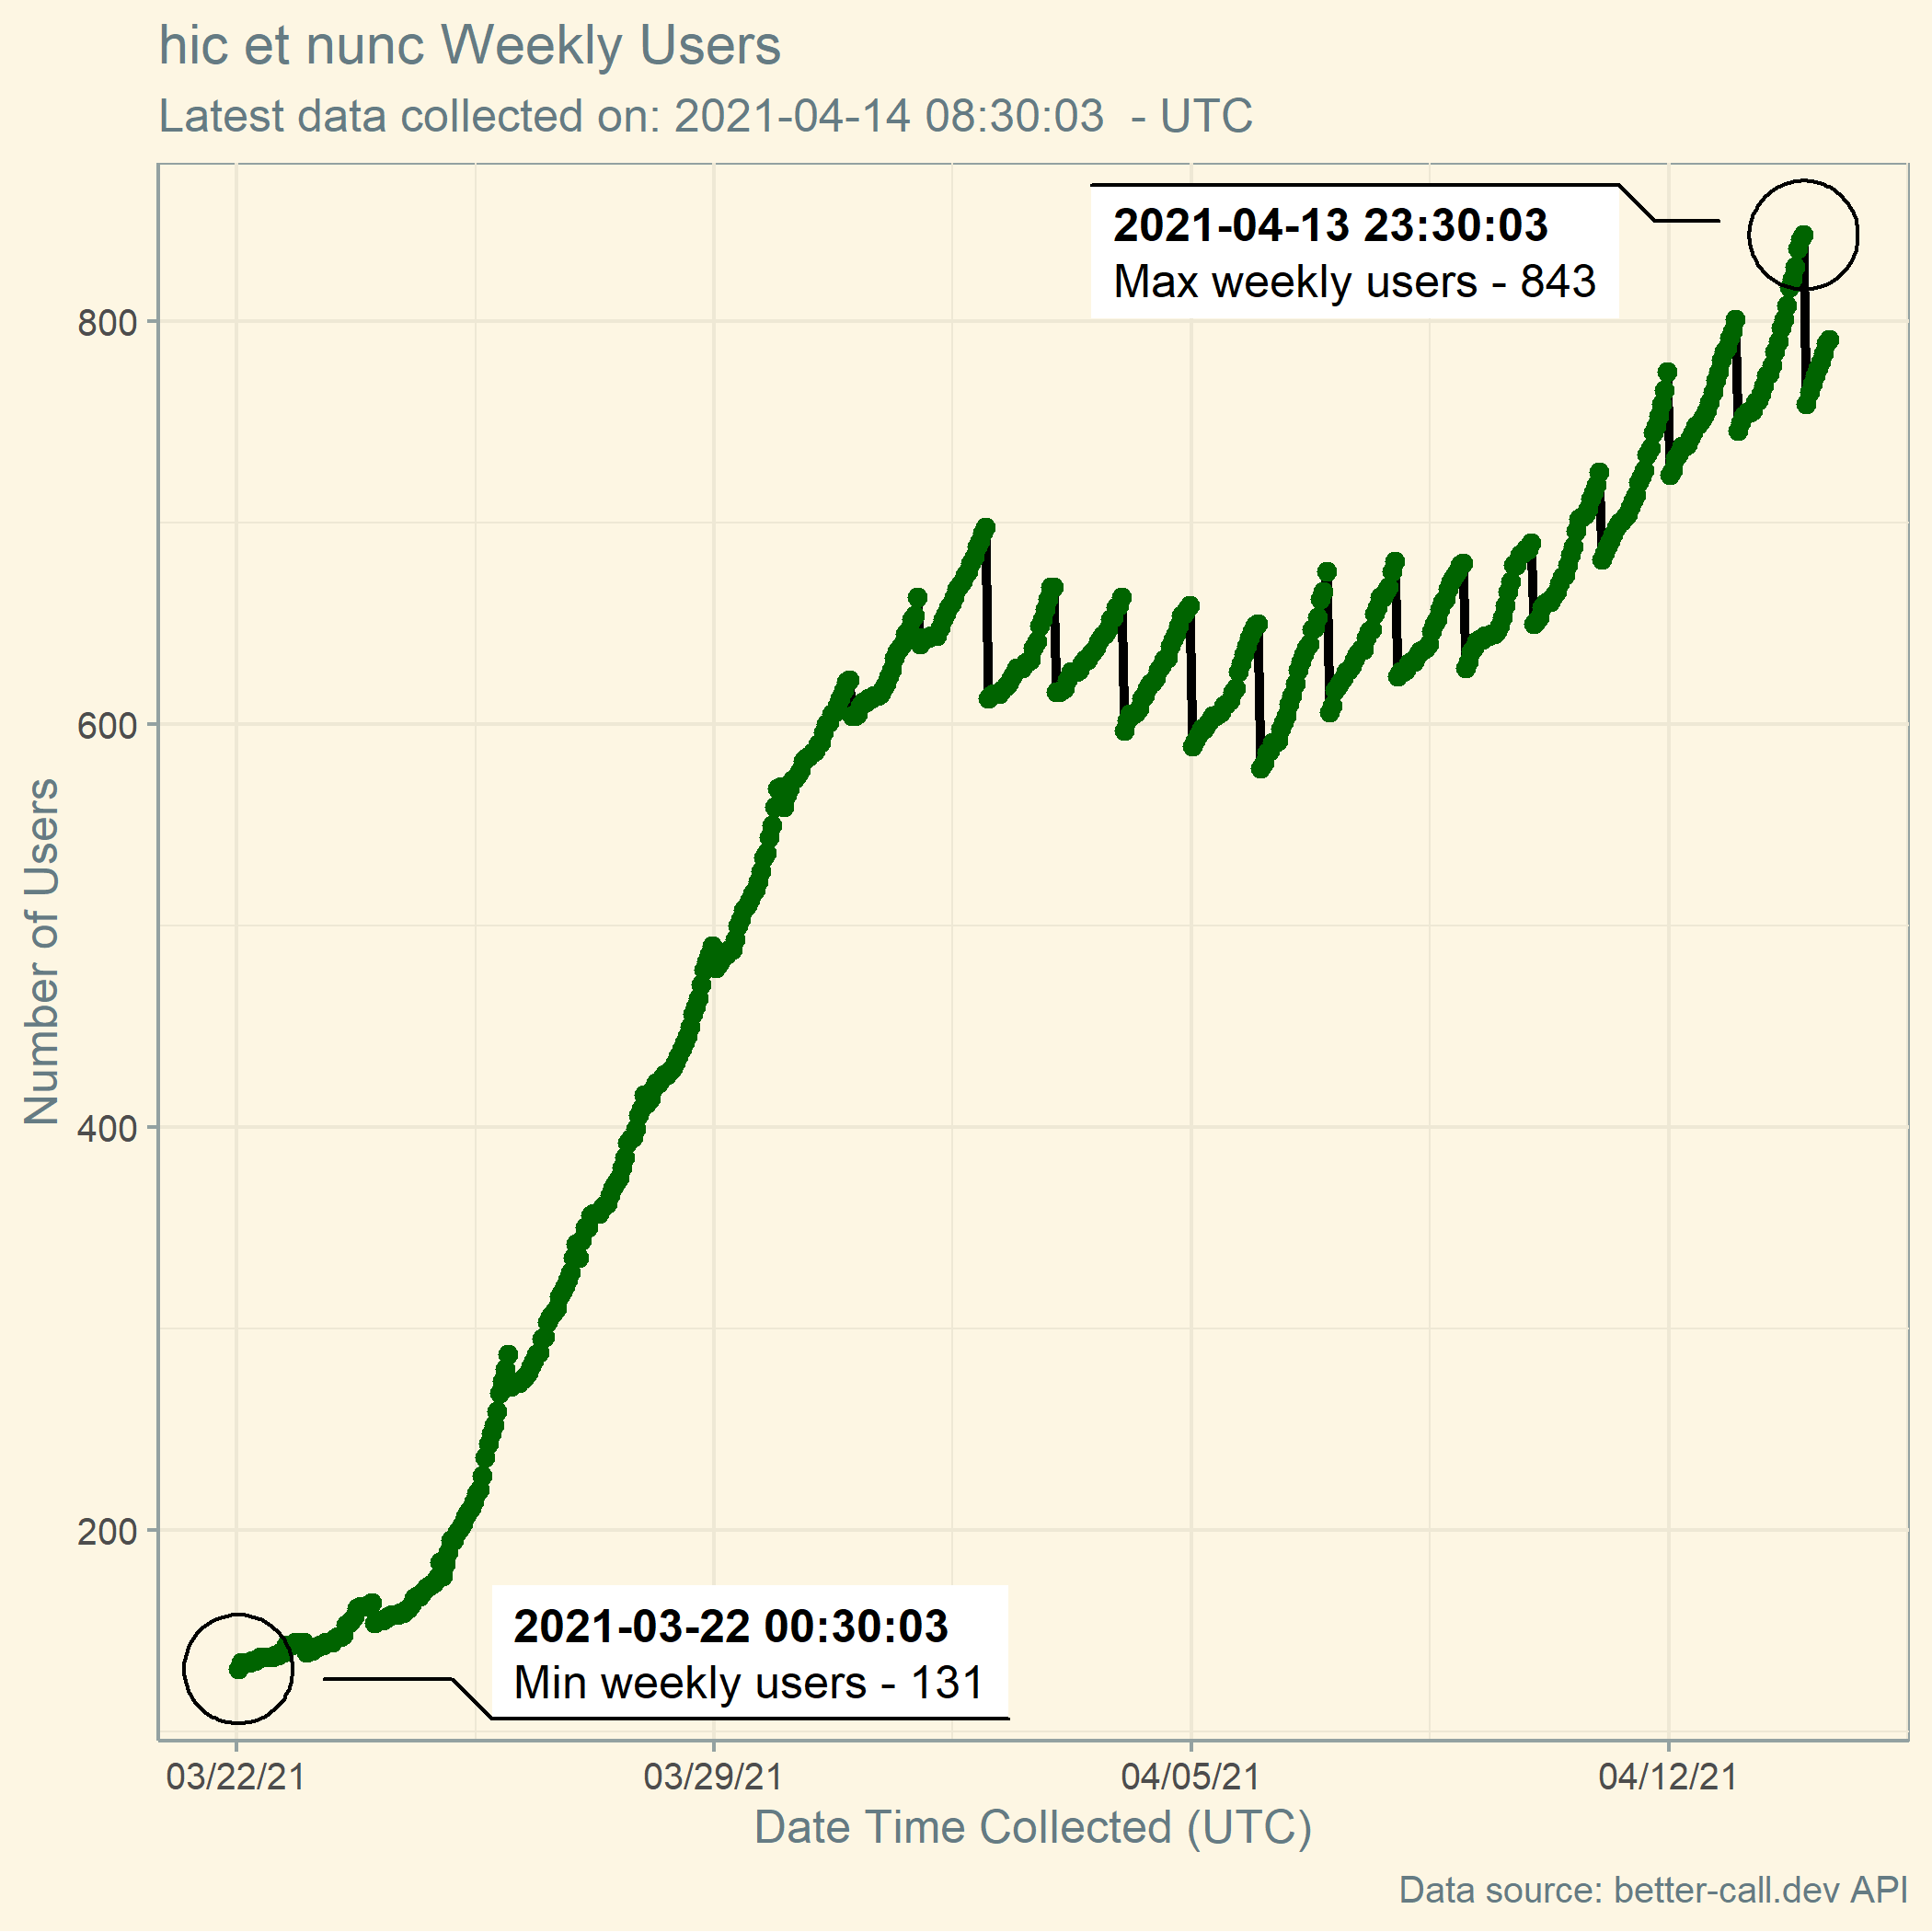 hic et nunc Weekly Users
Latest data collected on: 2021-04-14 08:30:03  - UTC
2021-04-13 23:30:03
Max weekly users - 843
800
600
400
200
Number of Users
2021-03-22 00:30:03
Min weekly users - 131
03/22/21 03/29/21 04/05/21 04/12/21
Date Time Collected (UTC)
Data source: better-call.dev API